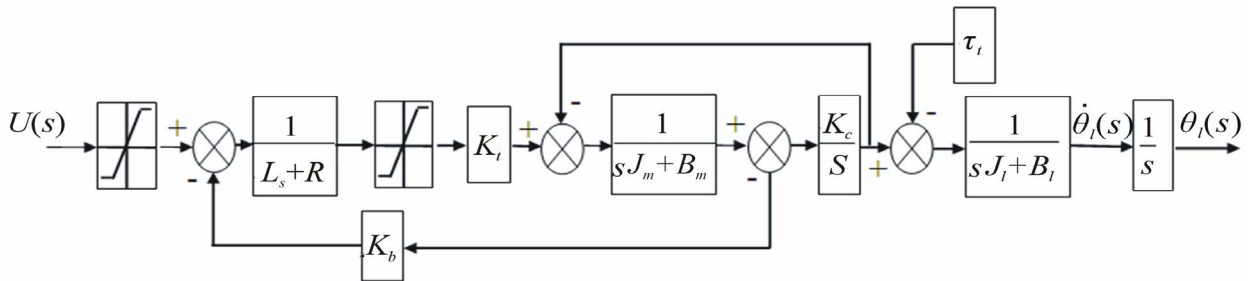 τ_t
U(s)
+
-
1
L_s+R
K_t
+
-
1
sJ_m+B_m
+
-
K_c
S
+
-
1
sJ_l+B_l
θ̇_l(s)
1
s
θ_l(s)
K_b